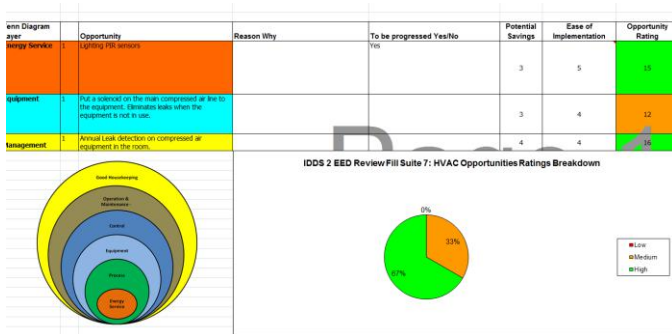 enn Diagram
ayer
Opportunity
Reason Why
To be progressed Yes/No
Potential
Savings
Ease of
Implementation
Opportunity
Rating
nergy Service
1
Lighting PIR sensors
Yes
3
5
15
quipment
1
Put a solenoid on the main compressed air line to
the equipment. Eliminates leaks when the
equipment is not in use.
3
4
12
Management
1
Annual Leak detection on compressed air
equipment in the room.
4
4
16
Page 1
Good Housekeeping
Operation &
Maintenance
Control
Equipment
Process
Energy
Service
IDDS 2 EED Review Fill Suite 7: HVAC Opportunities Ratings Breakdown
0%
33%
67%
Low
Medium
High